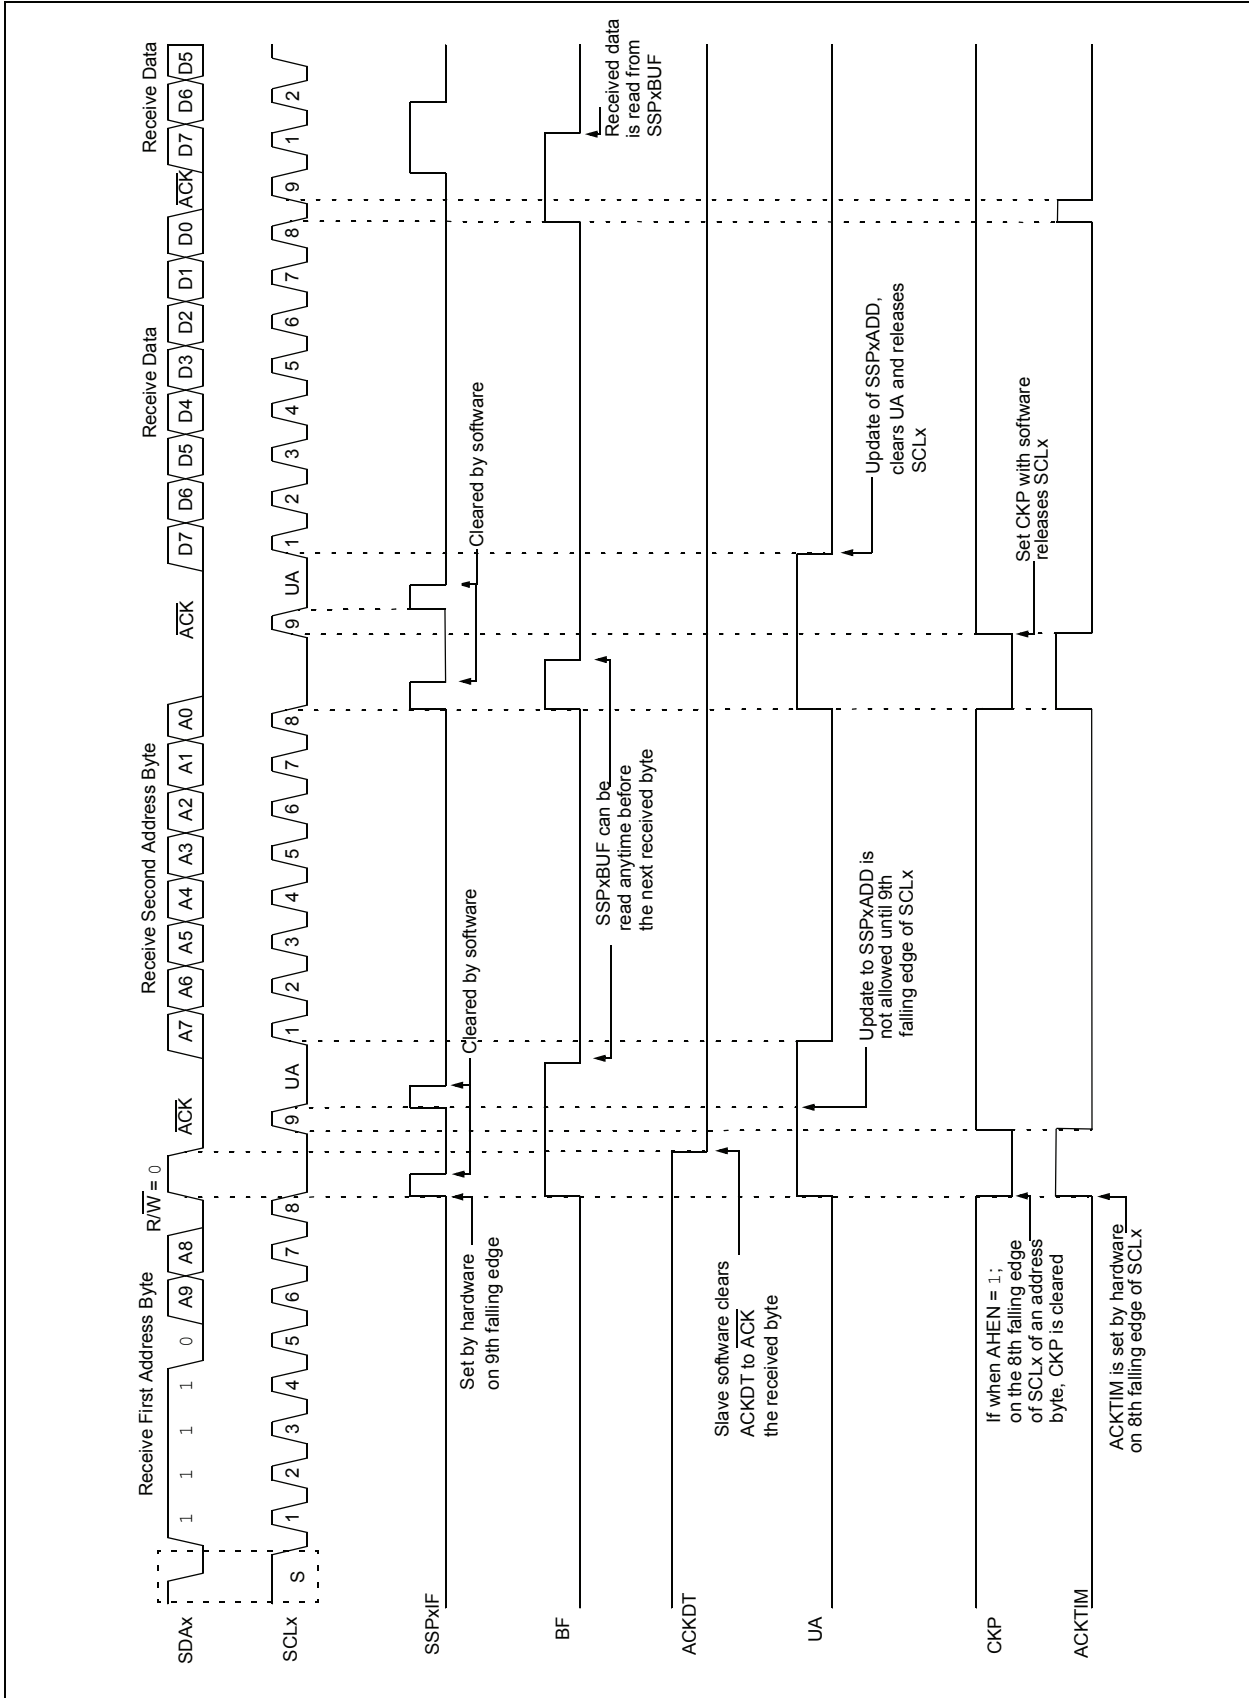 Receive First Address Byte
R/W = 0
Receive Second Address Byte
Receive Data
Receive Data
SDAx
1 1 1 1 0 A9 A8
ACK
A7 A6 A5 A4 A3 A2 A1 A0
ACK
D7 D6 D5 D4 D3 D2 D1 D0
ACK
D7 D6 D5
SCLx
S
1 2 3 4 5 6 7 8
9
UA
1 2 3 4 5 6 7 8
9
UA
1 2 3 4 5 6 7 8
9
1 2
SSPxIF
Set by hardware
on 9th falling edge
Cleared by software
Cleared by software
BF
SSPxBUF can be
read anytime before
the next received byte
Received data
is read from
SSPxBUF
ACKDT
Slave software clears
ACKDT to ACK
the received byte
UA
Update to SSPxADD is
not allowed until 9th
falling edge of SCLx
Update of SSPxADD,
clears UA and releases
SCLx
CKP
If when AHEN = 1;
on the 8th falling edge
of SCLx of an address
byte, CKP is cleared
Set CKP with software
releases SCLx
ACKTIM
ACKTIM is set by hardware
on 8th falling edge of SCLx